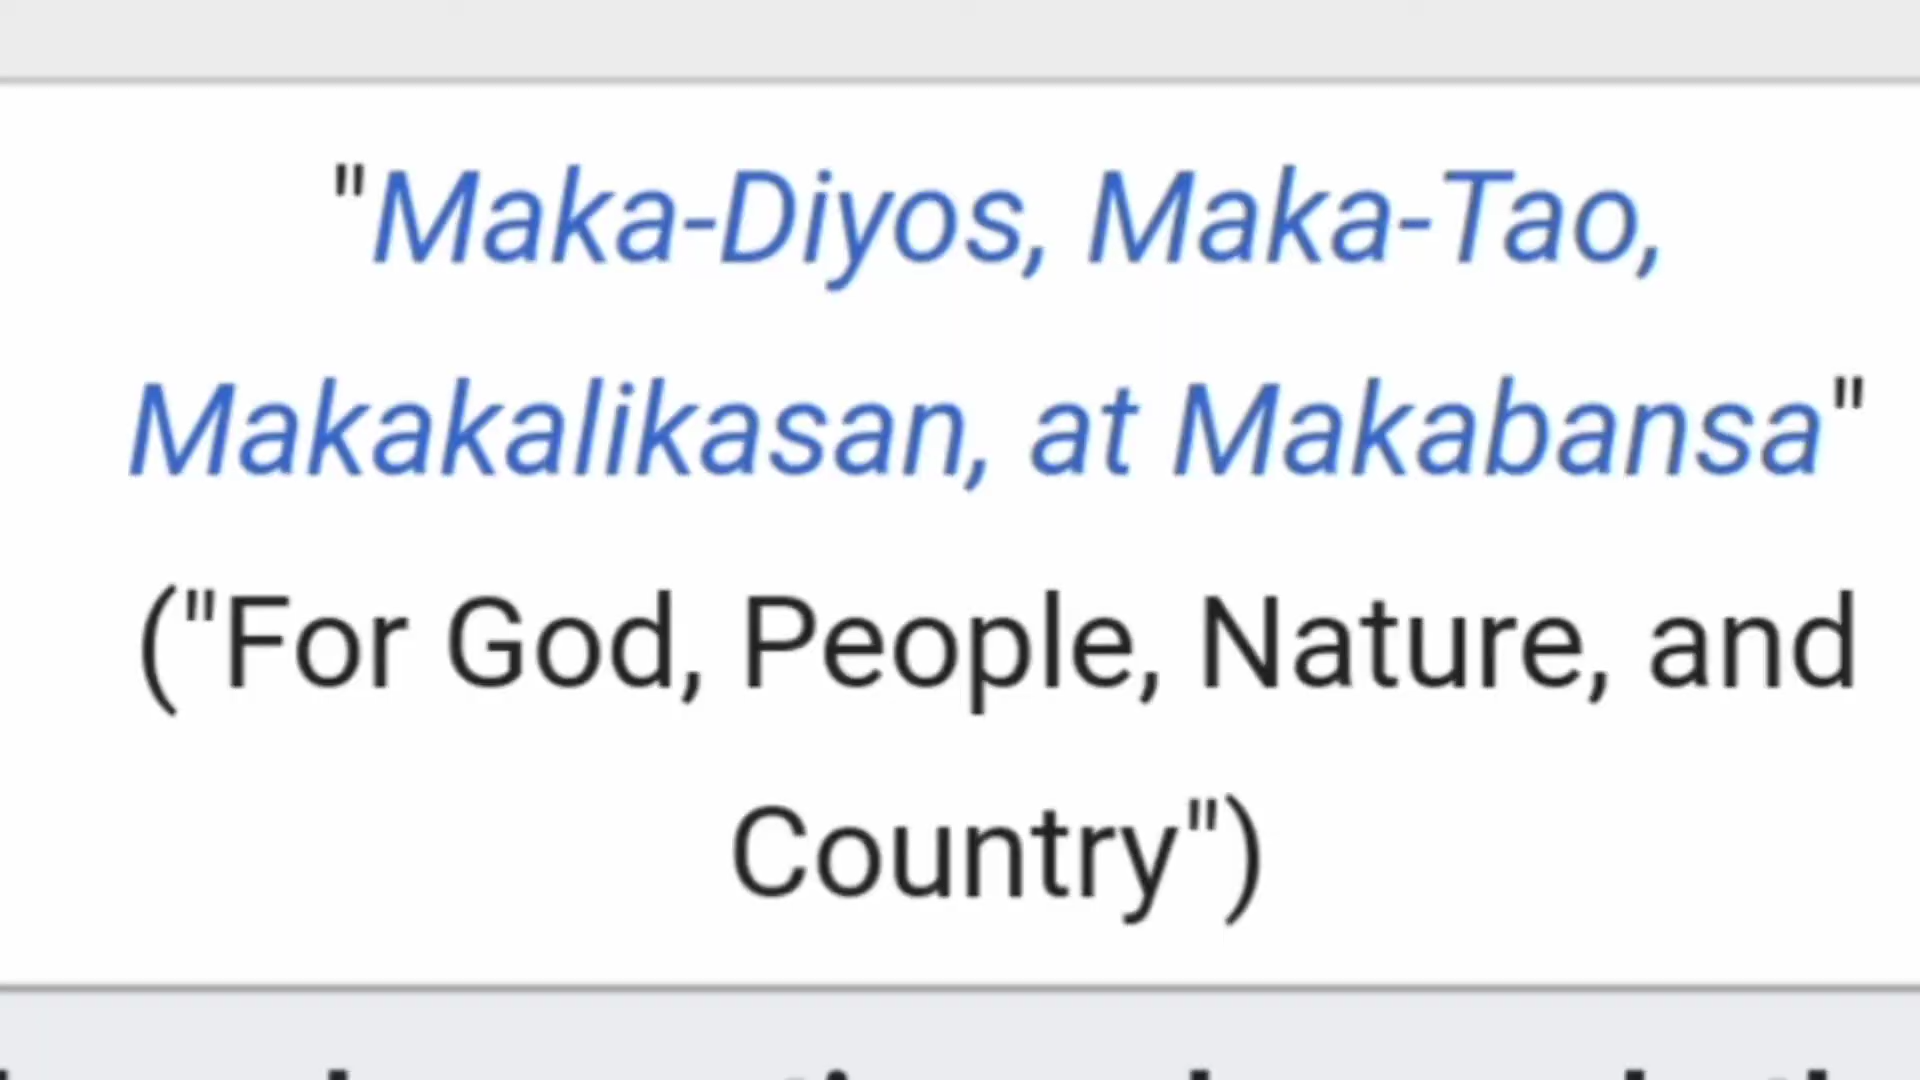 "Maka-Diyos, Maka-Tao,
Makakalikasan, at Makabansa"
("For God, People, Nature, and
Country")